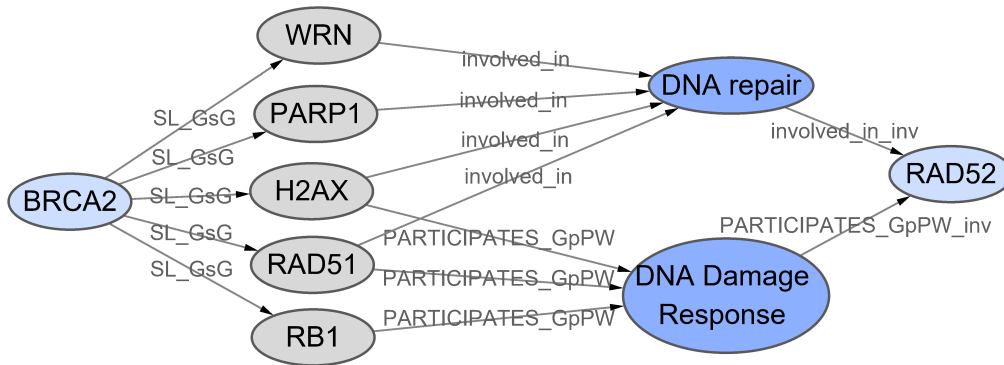 WRN
involved_in
DNA repair
SL_GsG
PARP1
involved_in
involved_in_inv
SL_GsG
involved_in
H2AX
RAD52
BRCA2
SL_GsG
involved_in
PARTICIPATES_GpPW_inv
SL_GsG
PARTICIPATES_GpPW
RAD51
SL_GsG
PARTICIPATES_GpPW
DNA Damage
Response
PARTICIPATES_GpPW
RB1